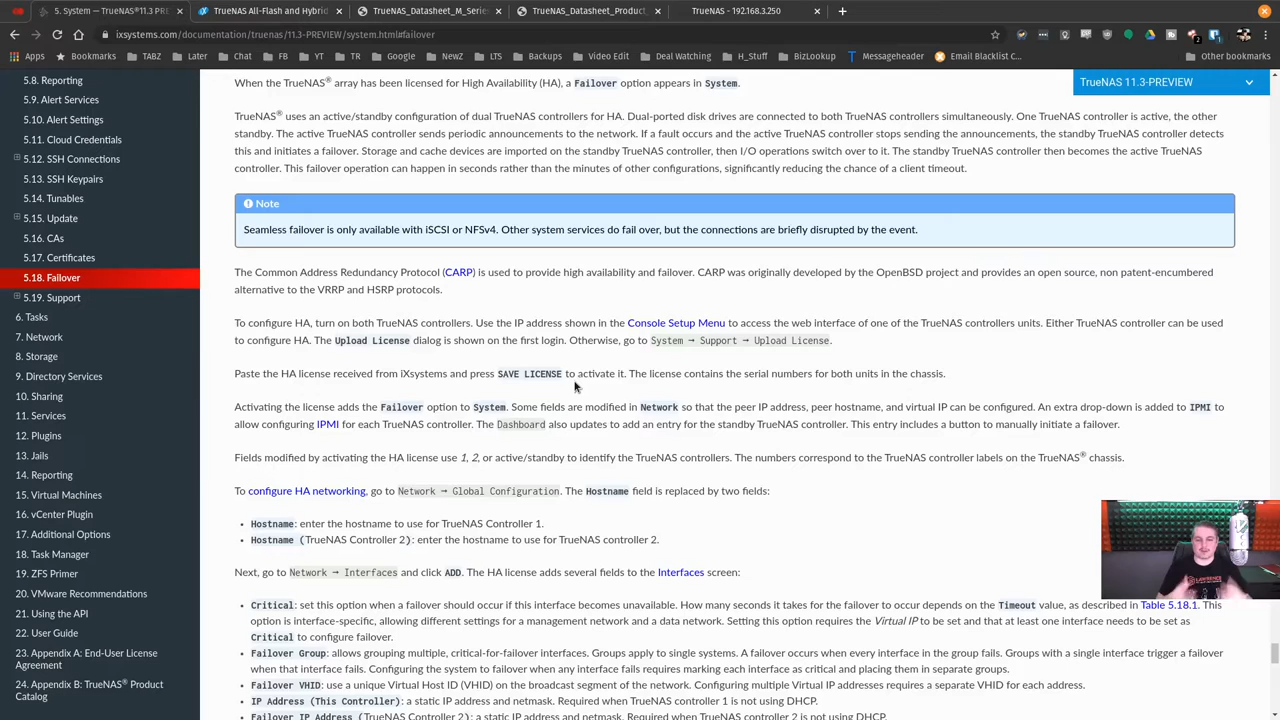 5. System — TrueNAS®11.3 PR
TrueNAS All-Flash and Hybrid
TrueNAS_Datasheet_M_Series
TrueNAS_Datasheet_Product_
TrueNAS - 192.168.3.250
ixsystems.com/documentation/truenas/11.3-PREVIEW/system.html#failover
Apps
Bookmarks
TABZ
Later
Chat
TR
Google
NewZ
LTS
Backups
Video Edit
Deal Watching
H_Stuff
BizLookup
Messageheader
Email Blacklist C...
Other bookmarks
5.8. Reporting
5.9. Alert Services
5.10. Alert Settings
5.11. Cloud Credentials
5.12. SSH Connections
5.13. SSH Keypairs
5.14. Tunables
5.15. Update
5.16. CAs
5.17. Certificates
5.18. Failover
5.19. Support
6. Tasks
7. Network
8. Storage
9. Directory Services
10. Sharing
11. Services
12. Plugins
13. Jails
14. Reporting
15. Virtual Machines
16. vCenter Plugin
17. Additional Options
18. Task Manager
19. ZFS Primer
20. VMware Recommendations
21. Using the API
22. User Guide
23. Appendix A: End-User License
Agreement
24. Appendix B: TrueNAS® Product
Catalog
TrueNAS 11.3-PREVIEW
When the TrueNAS® array has been licensed for High Availability (HA), a Failover option appears in System.
TrueNAS® uses an active/standby configuration of dual TrueNAS controllers for HA. Dual-ported disk drives are connected to both TrueNAS controllers simultaneously. One TrueNAS controller is active, the other
standby. The active TrueNAS controller sends periodic announcements to the network. If a fault occurs and the active TrueNAS controller stops sending the announcements, the standby TrueNAS controller detects
this and initiates a failover. Storage and cache devices are imported on the standby TrueNAS controller, then I/O operations switch over to it. The standby TrueNAS controller then becomes the active TrueNAS
controller. This failover operation can happen in seconds rather than the minutes of other configurations, significantly reducing the chance of a client timeout.
Note
Seamless failover is only available with iSCSI or NFSv4. Other system services do fail over, but the connections are briefly disrupted by the event.
The Common Address Redundancy Protocol (CARP) is used to provide high availability and failover. CARP was originally developed by the OpenBSD project and provides an open source, non patent-encumbered
alternative to the VRRP and HSRP protocols.
To configure HA, turn on both TrueNAS controllers. Use the IP address shown in the Console Setup Menu to access the web interface of one of the TrueNAS controllers units. Either TrueNAS controller can be used
to configure HA. The Upload License dialog is shown on the first login. Otherwise, go to System → Support → Upload License.
Paste the HA license received from iXsystems and press SAVE LICENSE to activate it. The license contains the serial numbers for both units in the chassis.
Activating the license adds the Failover option to System. Some fields are modified in Network so that the peer IP address, peer hostname, and virtual IP can be configured. An extra drop-down is added to IPMI to
allow configuring IPMI for each TrueNAS controller. The Dashboard also updates to add an entry for the standby TrueNAS controller. This entry includes a button to manually initiate a failover.
Fields modified by activating the HA license use 1, 2, or active/standby to identify the TrueNAS controllers. The numbers correspond to the TrueNAS controller labels on the TrueNAS® chassis.
To configure HA networking, go to Network → Global Configuration. The Hostname field is replaced by two fields:
• Hostname: enter the hostname to use for TrueNAS Controller 1.
• Hostname (TrueNAS Controller 2): enter the hostname to use for TrueNAS controller 2.
Next, go to Network → Interfaces and click ADD. The HA license adds several fields to the Interfaces screen:
• Critical: set this option when a failover should occur if this interface becomes unavailable. How many seconds it takes for the failover to occur depends on the Timeout value, as described in Table 5.18.1. This
option is interface-specific, allowing different settings for a management network and a data network. Setting this option requires the Virtual IP to be set and that at least one interface needs to be set as
Critical to configure failover.
• Failover Group: allows grouping multiple, critical-for-failover interfaces. Groups apply to single systems. A failover occurs when every interface in the group fails. Groups with a single interface trigger a failover
when that interface fails. Configuring the system to failover when any interface fails requires marking each interface as critical and placing them in separate groups.
• Failover VHID: use a unique Virtual Host ID (VHID) on the broadcast segment of the network. Configuring multiple Virtual IP addresses requires a separate VHID for each address.
• IP Address (This Controller): a static IP address and netmask. Required when TrueNAS controller 1 is not using DHCP.
• Failover IP Address (TrueNAS Controller 2): a static IP address and netmask. Required when TrueNAS controller 2 is not using DHCP.